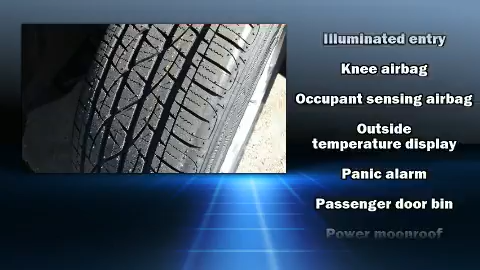 Illuminated entry
Knee airbag
Occupant sensing airbag
Outside
temperature display
Panic alarm
Passenger door bin
Power moonroof